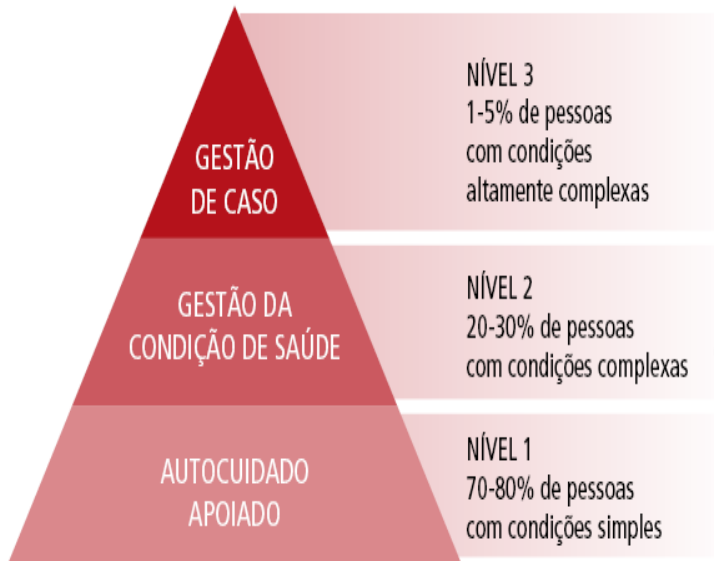 GESTÃO
DE CASO
NÍVEL 3
1-5% de pessoas
com condições
altamente complexas
GESTÃO DA
CONDIÇÃO DE SAÚDE
NÍVEL 2
20-30% de pessoas
com condições complexas
AUTOCUIDADO
APOIADO
NÍVEL 1
70-80% de pessoas
com condições simples